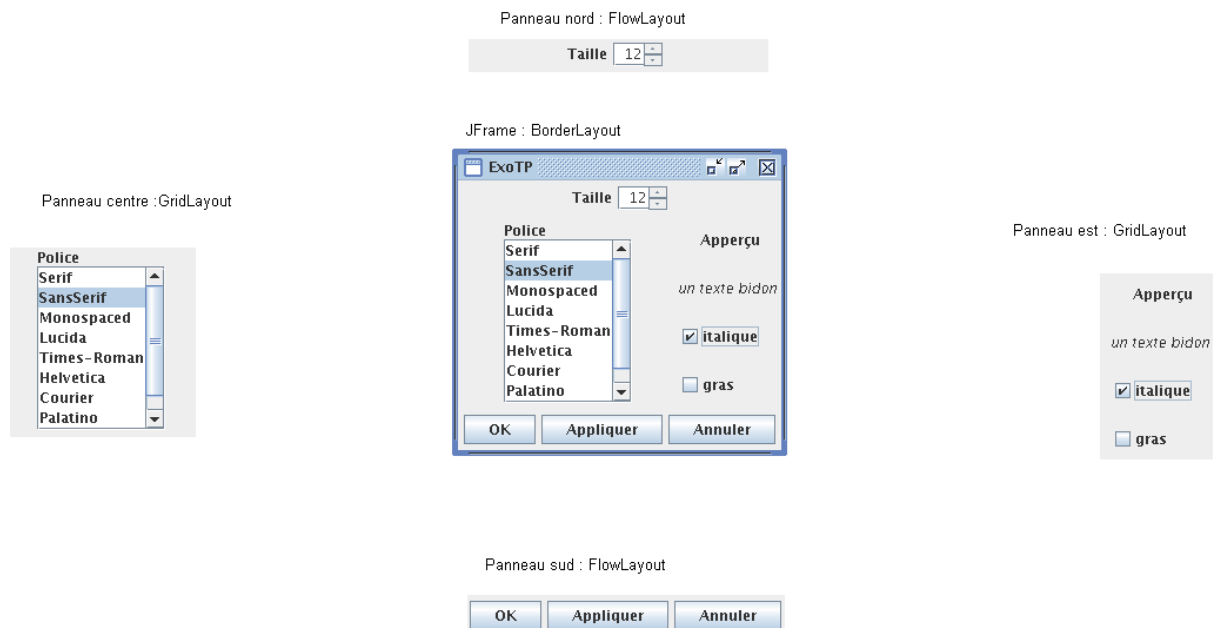 Panneau nord : FlowLayout
Taille 12
JFrame : BorderLayout
ExoTP
Taille 12
Police
Serif
SansSerif
Monospaced
Lucida
Times-Roman
Helvetica
Courier
Palatino
Apperçu
un texte bidon
italique
gras
OK Appliquer Annuler
Panneau centre :GridLayout
Police
Serif
SansSerif
Monospaced
Lucida
Times-Roman
Helvetica
Courier
Palatino
Panneau est : GridLayout
Apperçu
un texte bidon
italique
gras
Panneau sud : FlowLayout
OK Appliquer Annuler